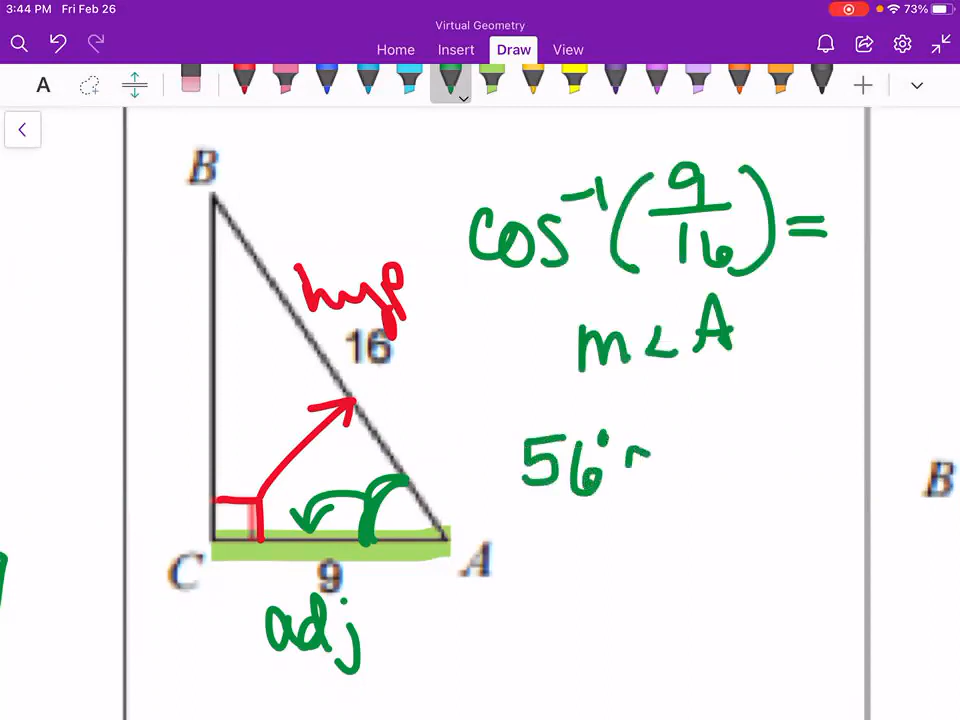 3:44 PM Fri Feb 26
73%
Virtual Geometry
Home Insert Draw View
A
B
hyp
16
C
9
A
adj
cos⁻¹(9/16) =
m<A
56°
B